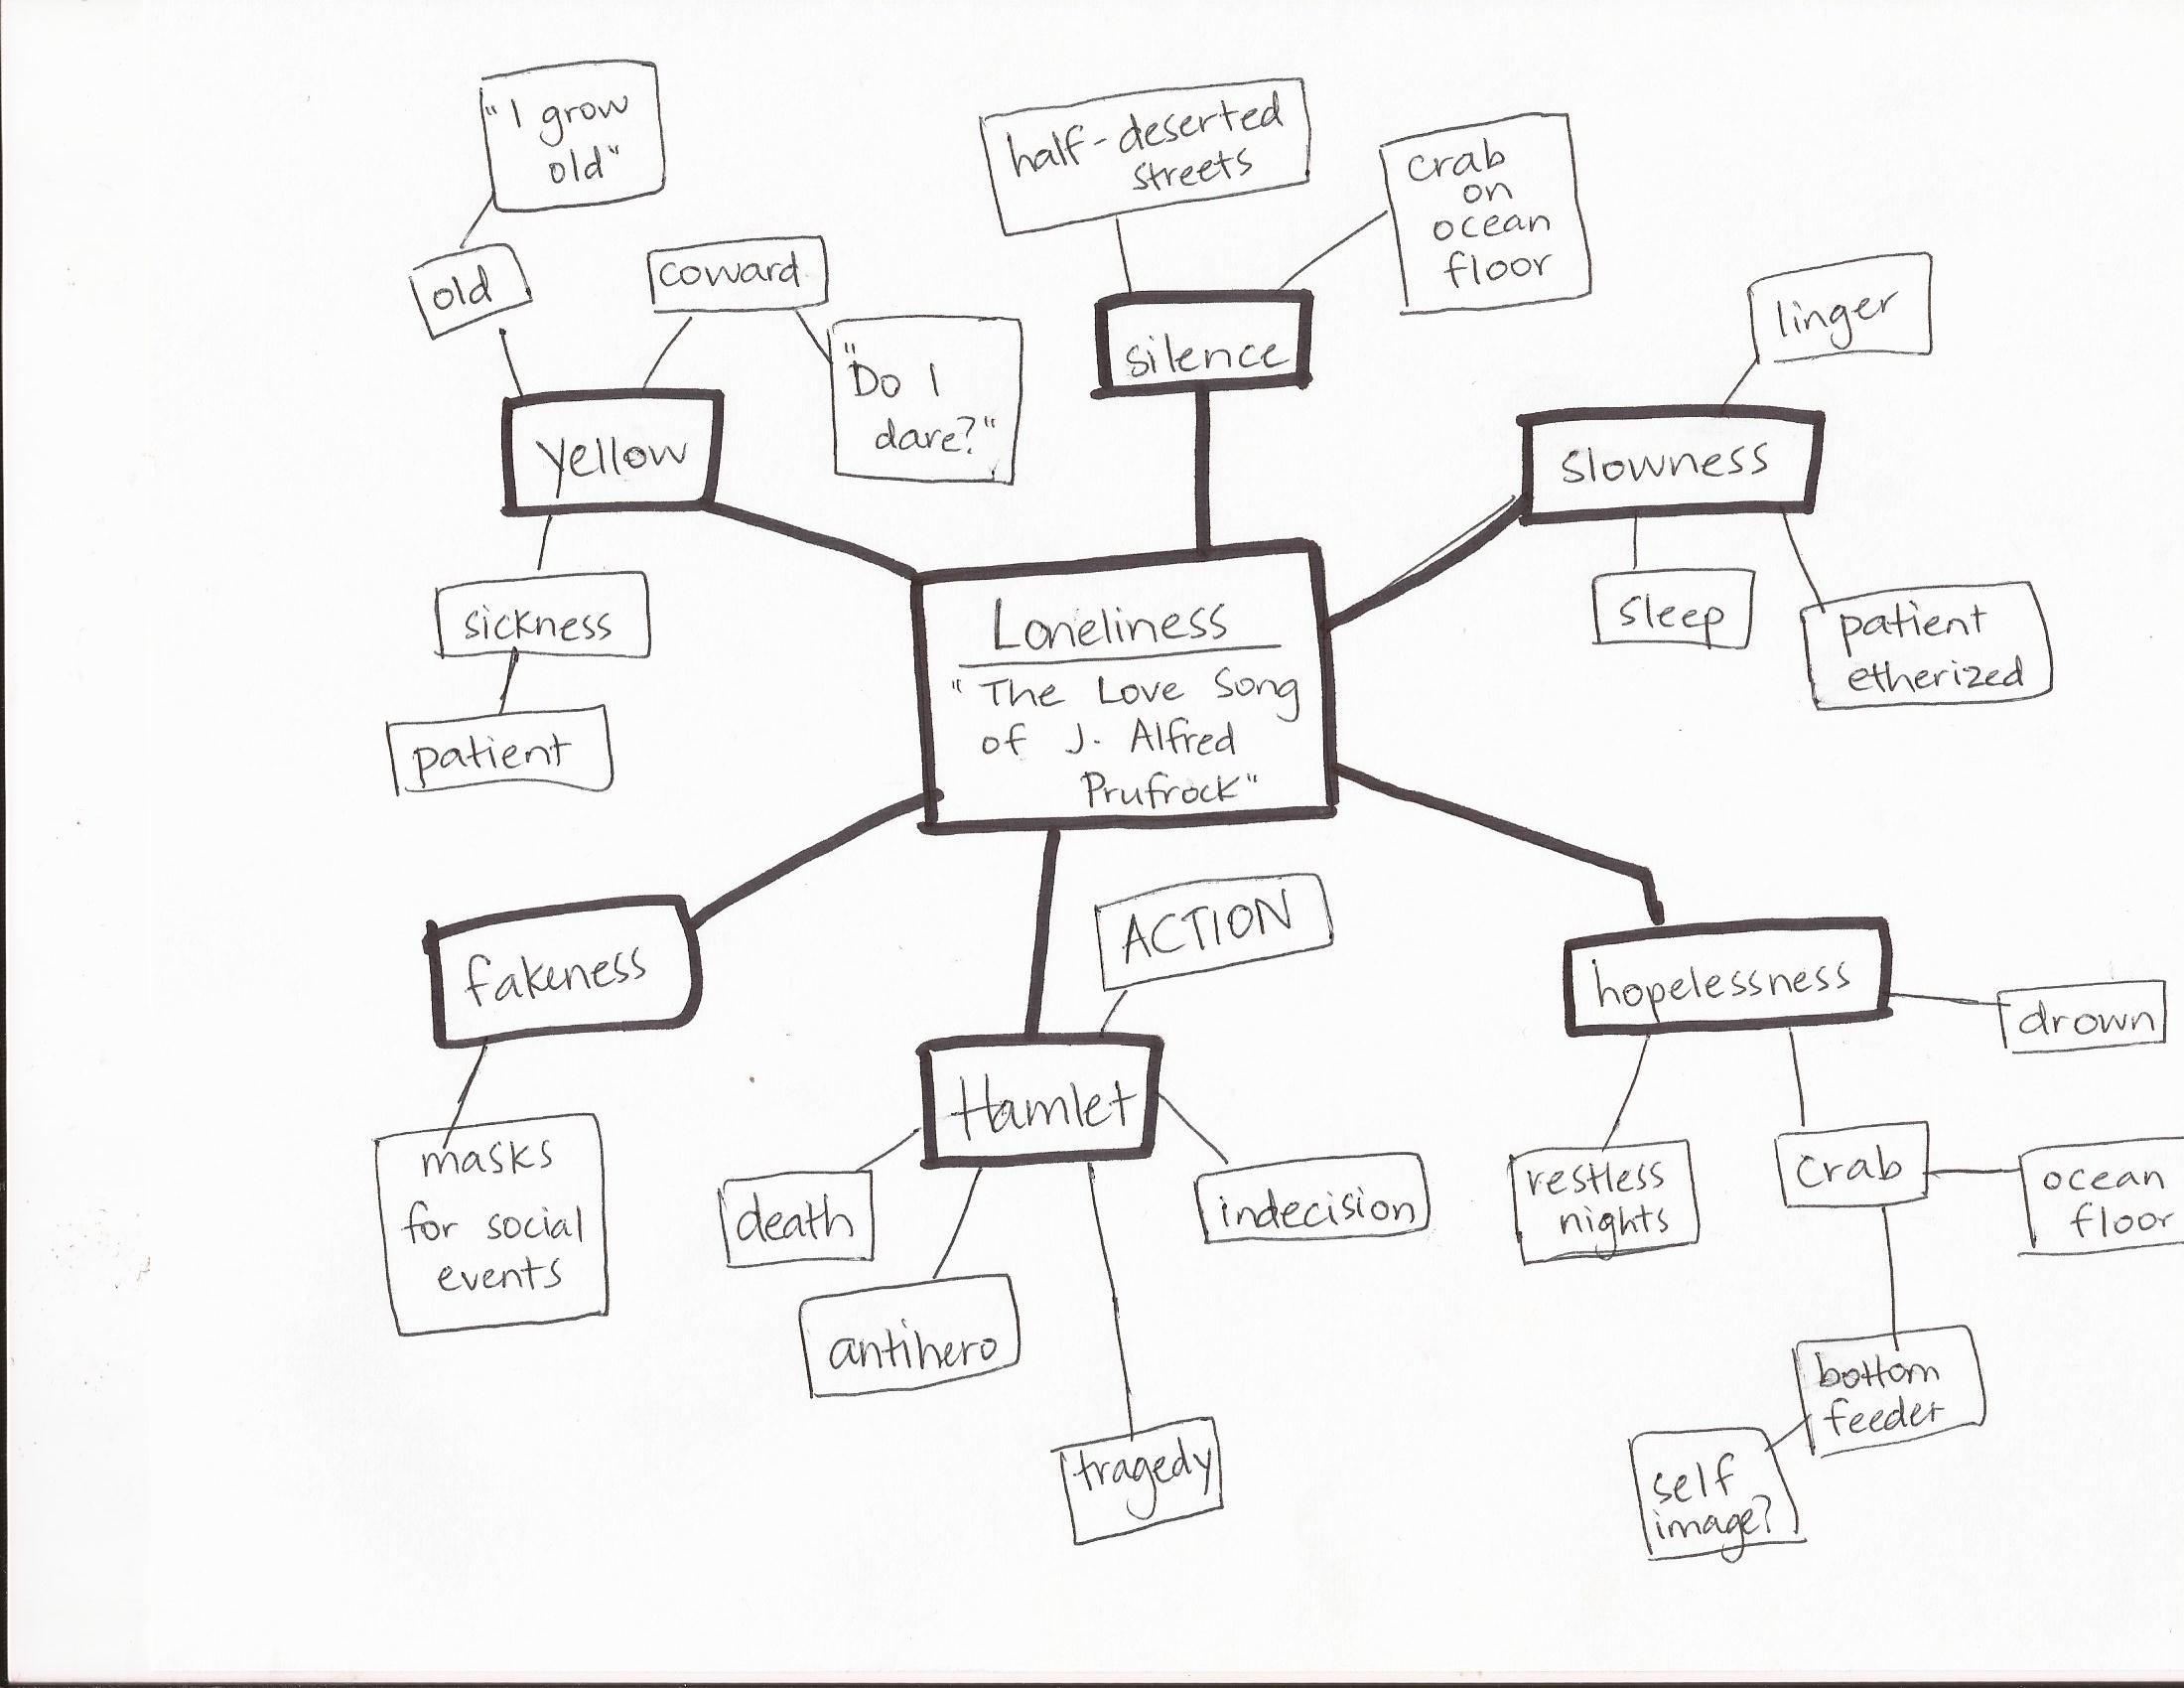 "I grow
old"
half-deserted
streets
crab
on
ocean
floor
old
coward
linger
"Do I
dare?"
silence
yellow
slowness
sickness
sleep
patient
etherized
Loneliness
"The Love Song
of J. Alfred
Prufrock"
patient
ACTION
fakeness
hopelessness
drown
Hamlet
masks
for social
events
death
indecision
restless
nights
crab
ocean
floor
antihero
bottom
feeder
tragedy
self
image?